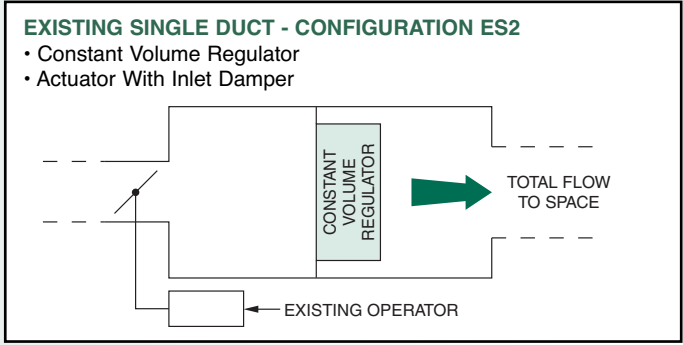 EXISTING SINGLE DUCT - CONFIGURATION ES2
• Constant Volume Regulator
• Actuator With Inlet Damper
CONSTANT
VOLUME
REGULATOR
TOTAL FLOW
TO SPACE
EXISTING OPERATOR